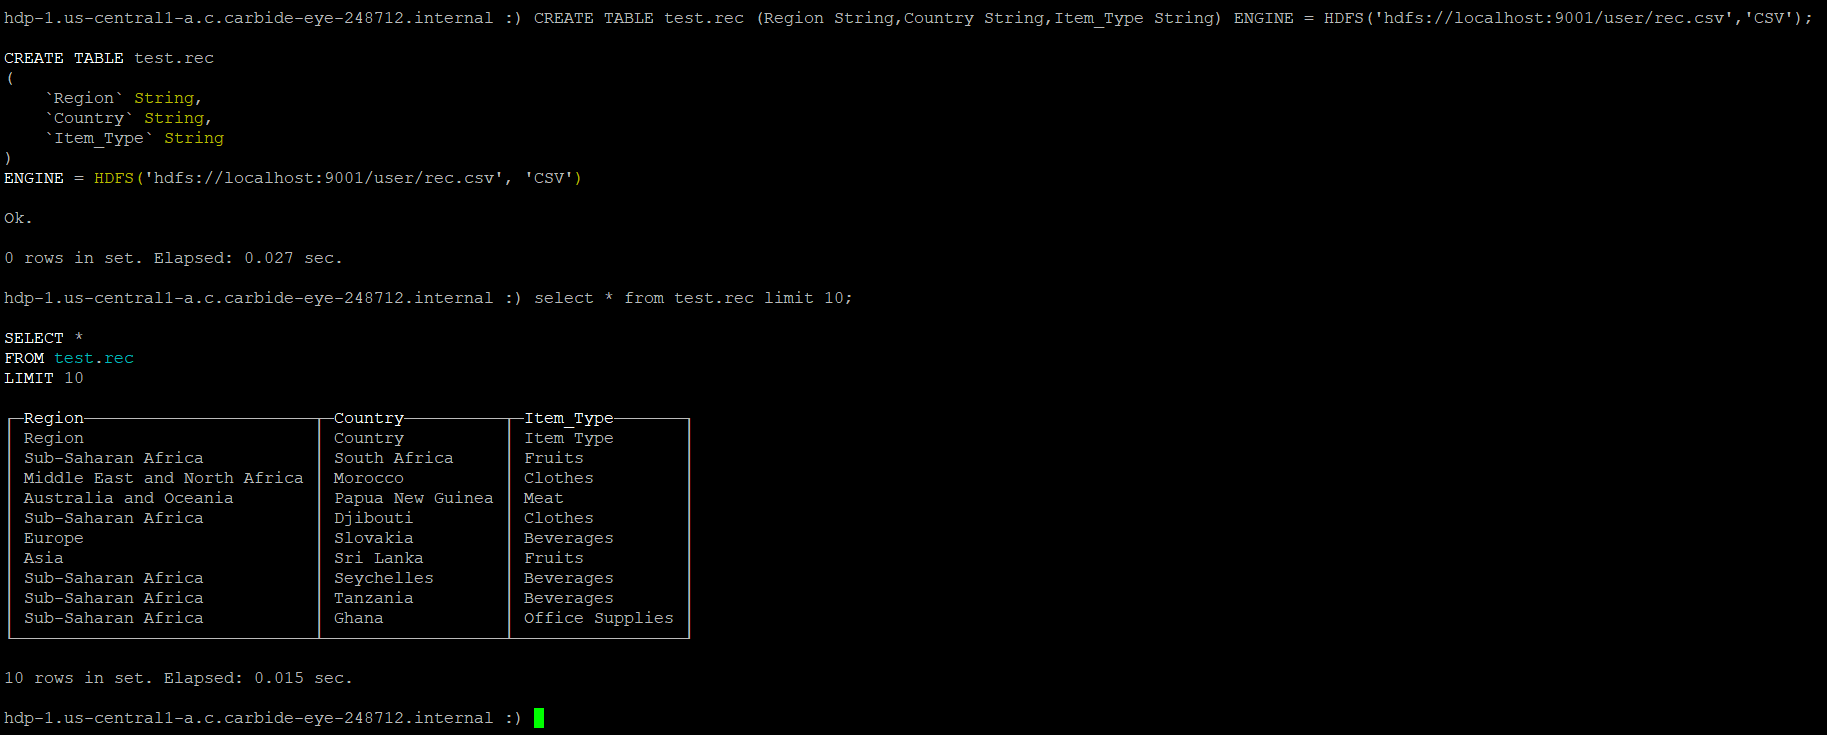 hdp-1.us-central1-a.c.carbide-eye-248712.internal :) CREATE TABLE test.rec (Region String,Country String,Item_Type String) ENGINE = HDFS('hdfs://localhost:9001/user/rec.csv','CSV');
CREATE TABLE test.rec
(
    `Region` String,
    `Country` String,
    `Item_Type` String
)
ENGINE = HDFS('hdfs://localhost:9001/user/rec.csv', 'CSV')
Ok.
0 rows in set. Elapsed: 0.027 sec.
hdp-1.us-central1-a.c.carbide-eye-248712.internal :) select * from test.rec limit 10;
SELECT *
FROM test.rec
LIMIT 10
Region Country Item_Type
Region Country Item Type
Sub-Saharan Africa South Africa Fruits
Middle East and North Africa Morocco Clothes
Australia and Oceania Papua New Guinea Meat
Sub-Saharan Africa Djibouti Clothes
Europe Slovakia Beverages
Asia Sri Lanka Fruits
Sub-Saharan Africa Seychelles Beverages
Sub-Saharan Africa Tanzania Beverages
Sub-Saharan Africa Ghana Office Supplies
10 rows in set. Elapsed: 0.015 sec.
hdp-1.us-central1-a.c.carbide-eye-248712.internal :)